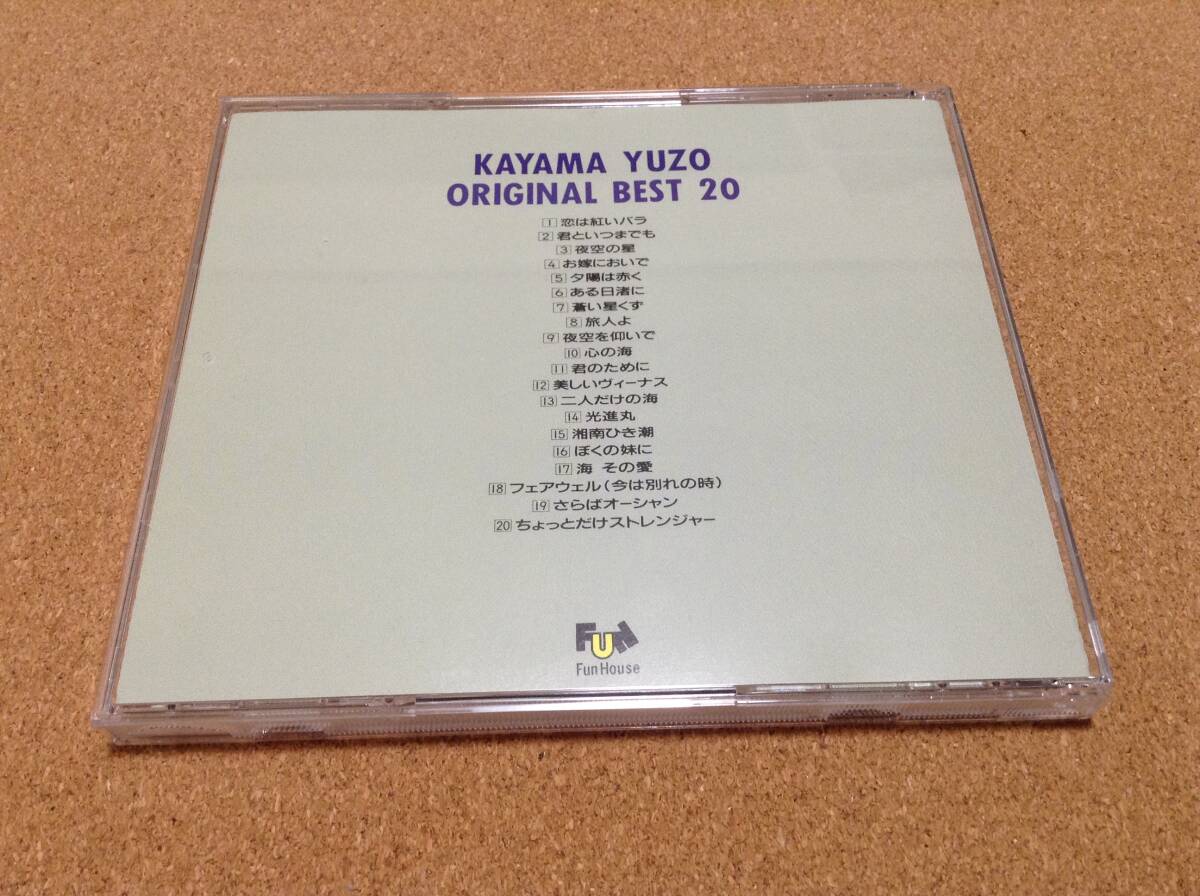 KAYAMA YUZO
ORIGINAL BEST 20
1 恋は紅いバラ
2 君といつまでも
3 夜空の星
4 お嫁においで
5 夕陽は赤く
6 ある日渚に
7 蒼い星くず
8 旅人よ
9 夜空を仰いで
10 心の海
11 君のために
12 美しいヴィーナス
13 二人だけの海
14 光進丸
15 湘南ひき潮
16 ぼくの妹に
17 海 その愛
18 フェアウェル(今は別れの時)
19 さらばオーシャン
20 ちょっとだけストレンジャー
FUN
Fun House